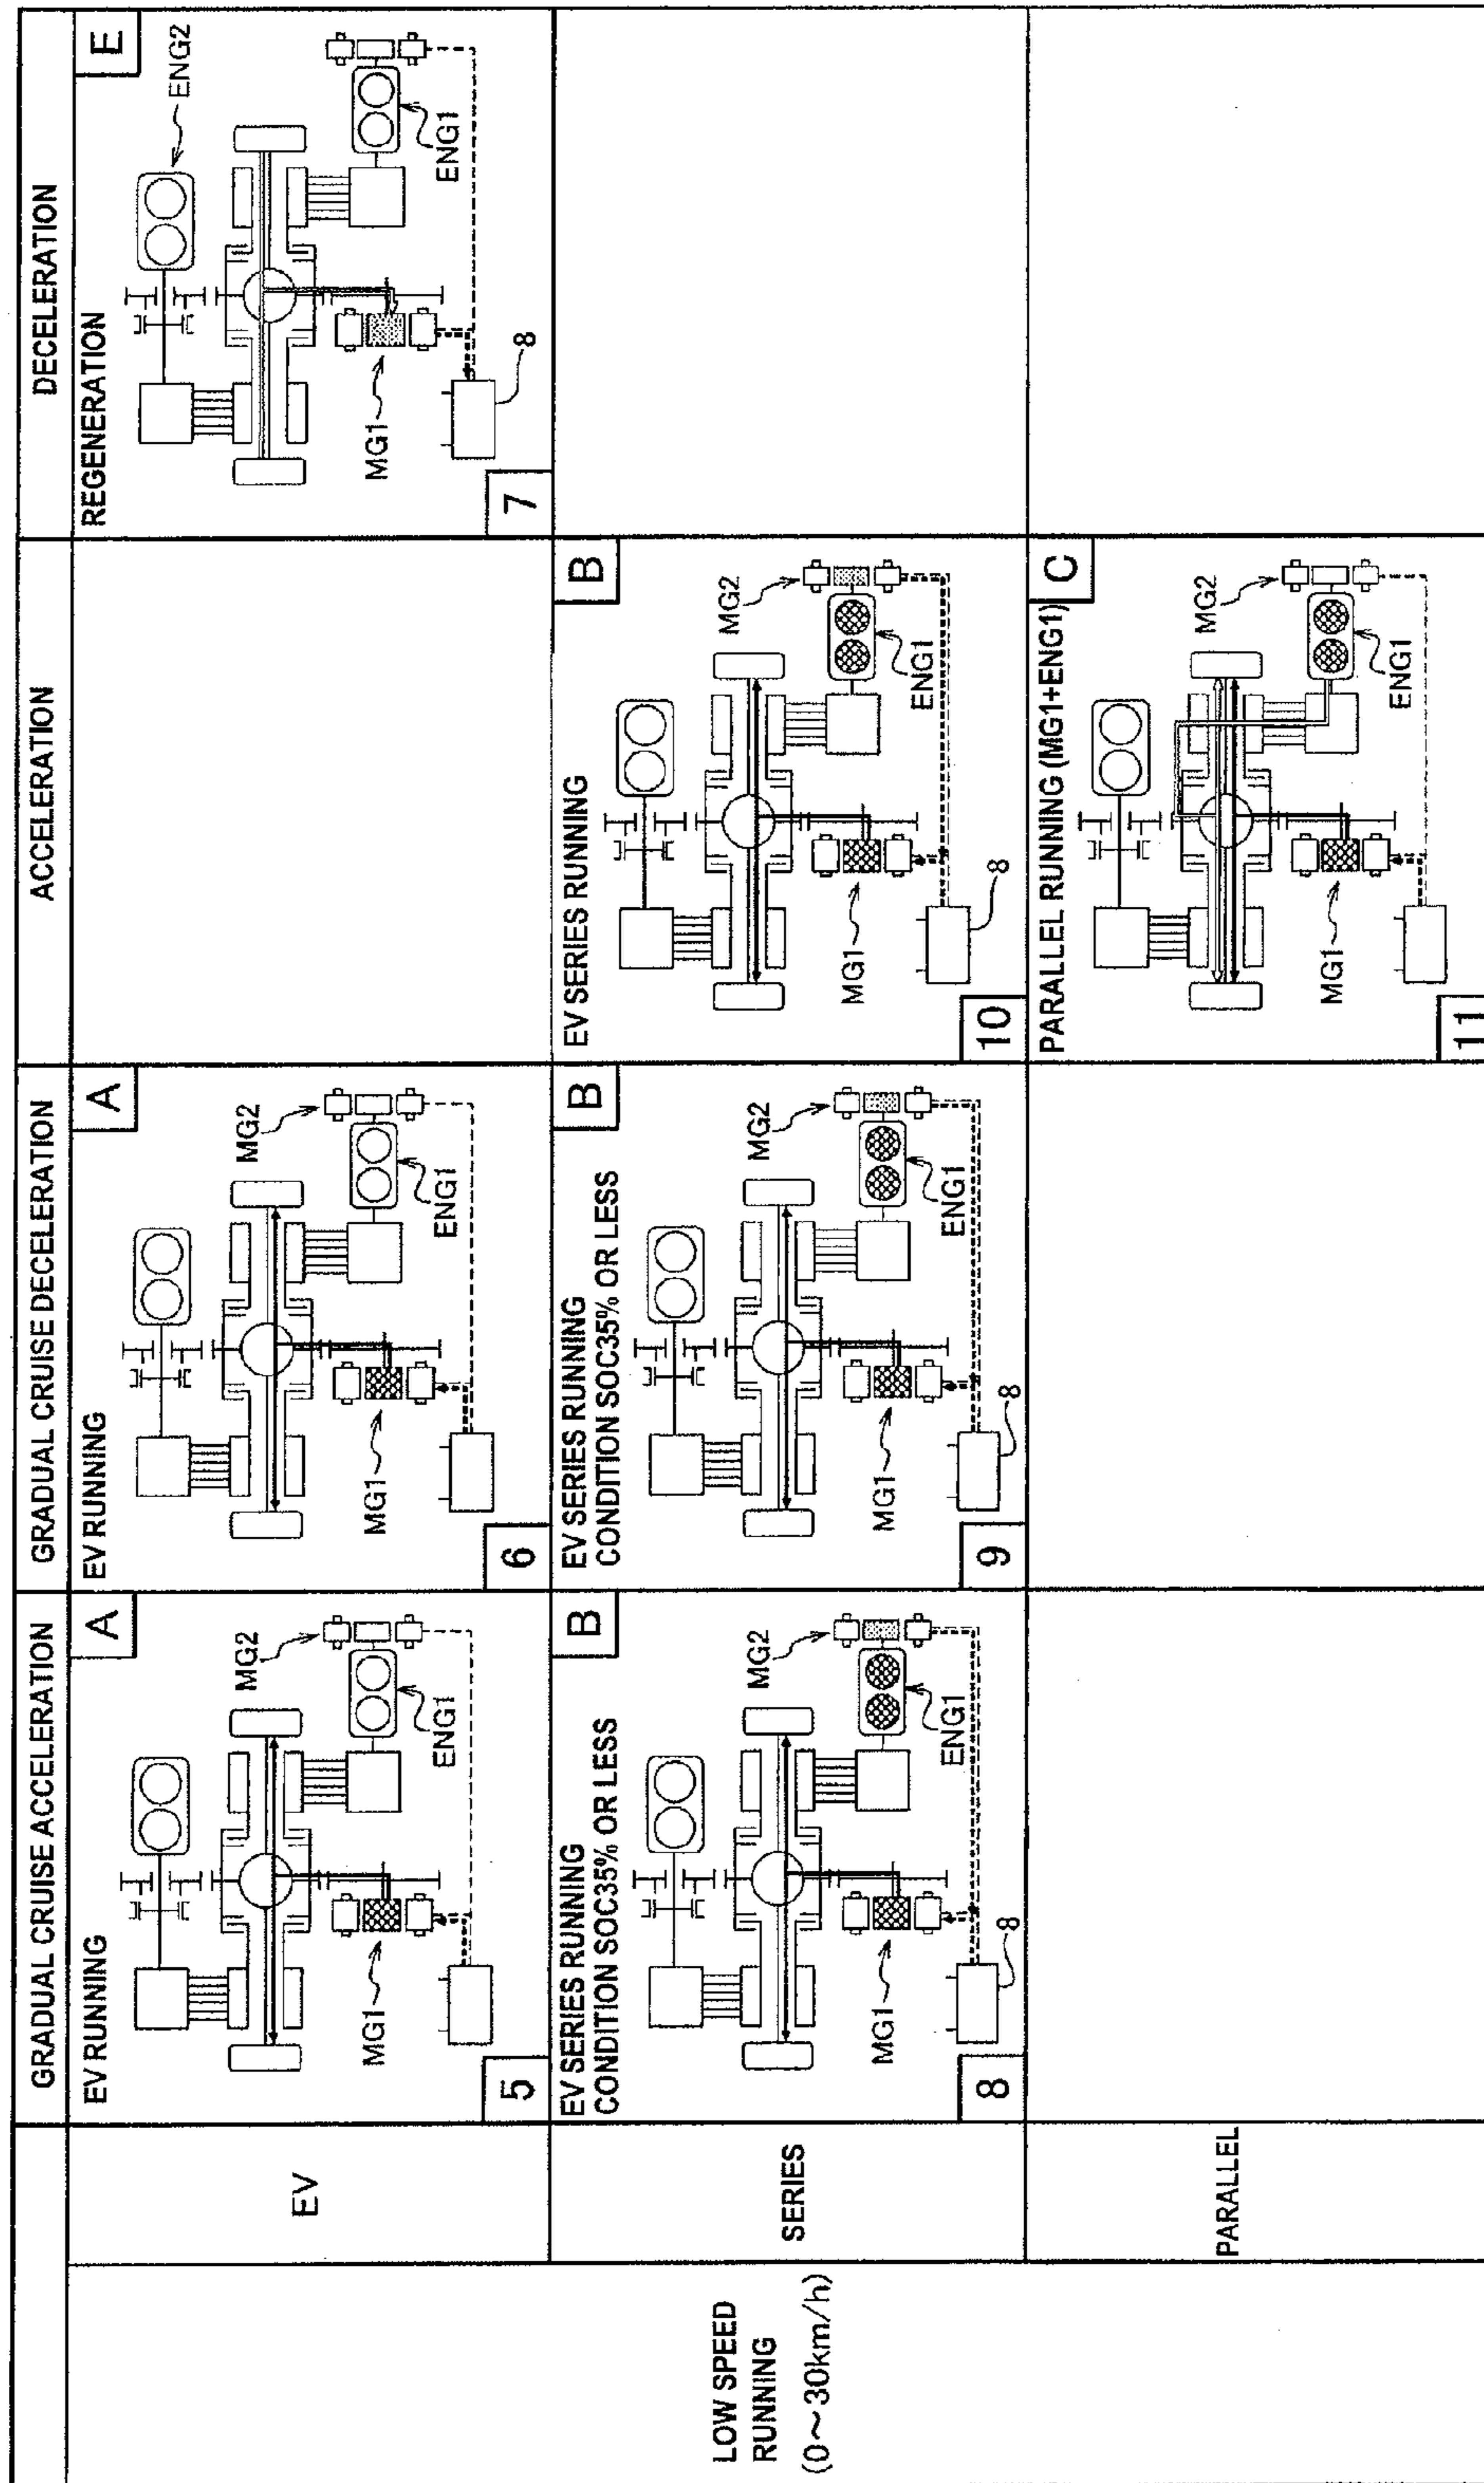 GRADUAL CRUISE ACCELERATION
GRADUAL CRUISE DECELERATION
ACCELERATION
DECELERATION
LOW SPEED
RUNNING
(0～30km/h)
EV
EV RUNNING
A
MG2
ENG1
MG1
5
EV RUNNING
A
MG2
ENG1
MG1
6
REGENERATION
E
ENG2
ENG1
MG1
8
7
SERIES
EV SERIES RUNNING
CONDITION SOC35% OR LESS
B
MG2
ENG1
MG1
8
8
EV SERIES RUNNING
CONDITION SOC35% OR LESS
B
MG2
ENG1
MG1
8
9
EV SERIES RUNNING
B
MG2
ENG1
MG1
8
10
PARALLEL
PARALLEL RUNNING (MG1+ENG1)
C
MG2
ENG1
MG1
11